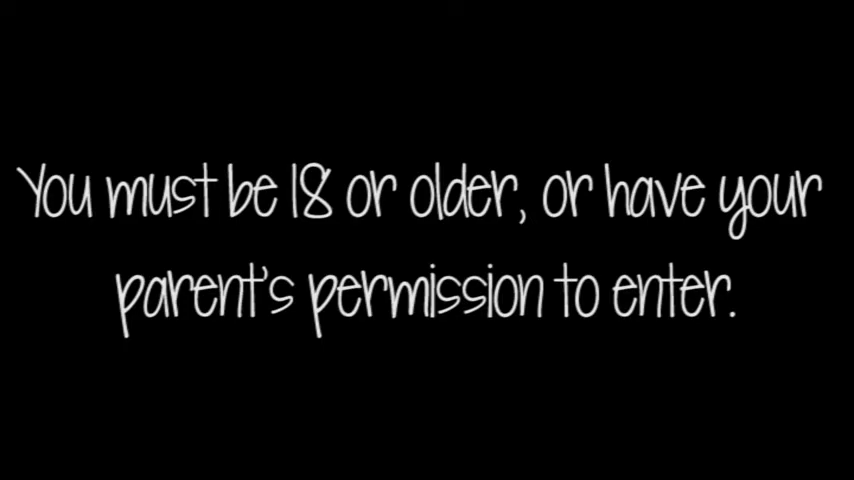 You must be 18 or older, or have your
parent's permission to enter.